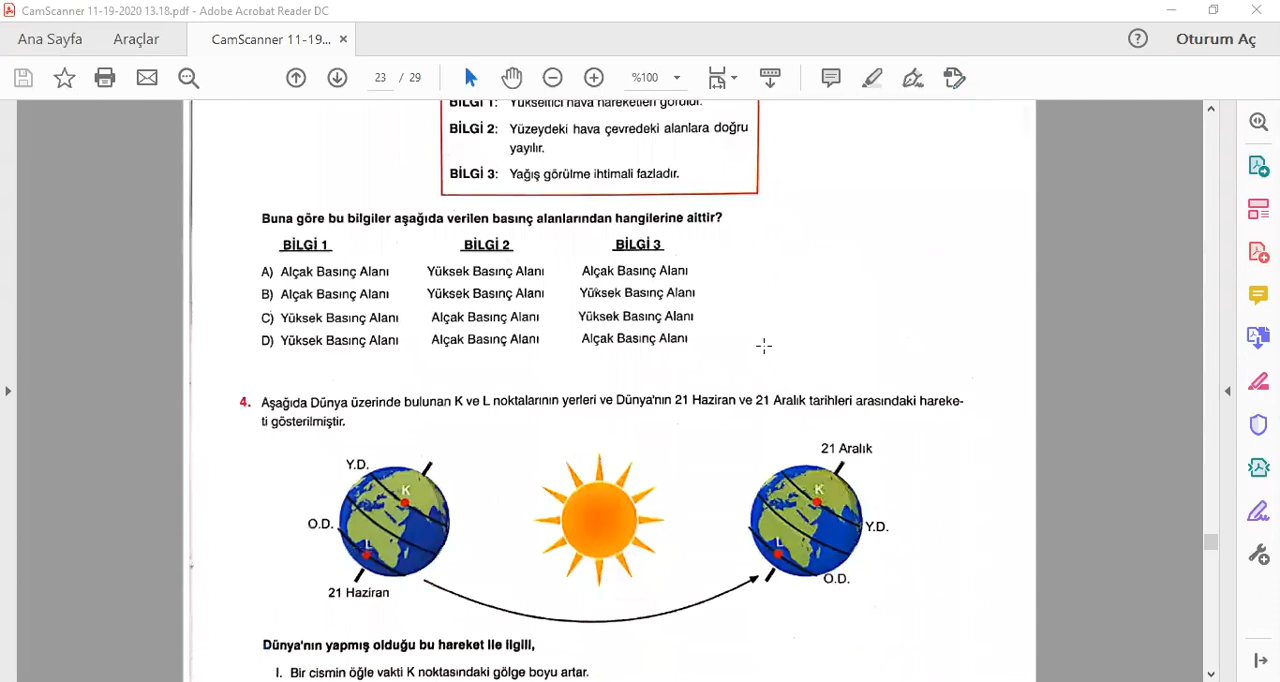 CamScanner 11-19-2020 13.18.pdf - Adobe Acrobat Reader DC
Ana Sayfa Araçlar CamScanner 11-19... × Oturum Aç
23 / 29 %100
BİLGİ 1: Yükseltici hava hareketleri görülür.
BİLGİ 2: Yüzeydeki hava çevredeki alanlara doğru
yayılır.
BİLGİ 3: Yağış görülme ihtimali fazladır.
Buna göre bu bilgiler aşağıda verilen basınç alanlarından hangilerine aittir?
BİLGİ 1 BİLGİ 2 BİLGİ 3
A) Alçak Basınç Alanı Yüksek Basınç Alanı Alçak Basınç Alanı
B) Alçak Basınç Alanı Yüksek Basınç Alanı Yüksek Basınç Alanı
C) Yüksek Basınç Alanı Alçak Basınç Alanı Yüksek Basınç Alanı
D) Yüksek Basınç Alanı Alçak Basınç Alanı Alçak Basınç Alanı
4. Aşağıda Dünya üzerinde bulunan K ve L noktalarının yerleri ve Dünya'nın 21 Haziran ve 21 Aralık tarihleri arasındaki hareke-
ti gösterilmiştir.
21 Aralık
Y.D.
K K
O.D. Y.D.
L L
O.D.
21 Haziran
Dünya'nın yapmış olduğu bu hareket ile ilgili,
I. Bir cismin öğle vakti K noktasındaki gölge boyu artar.